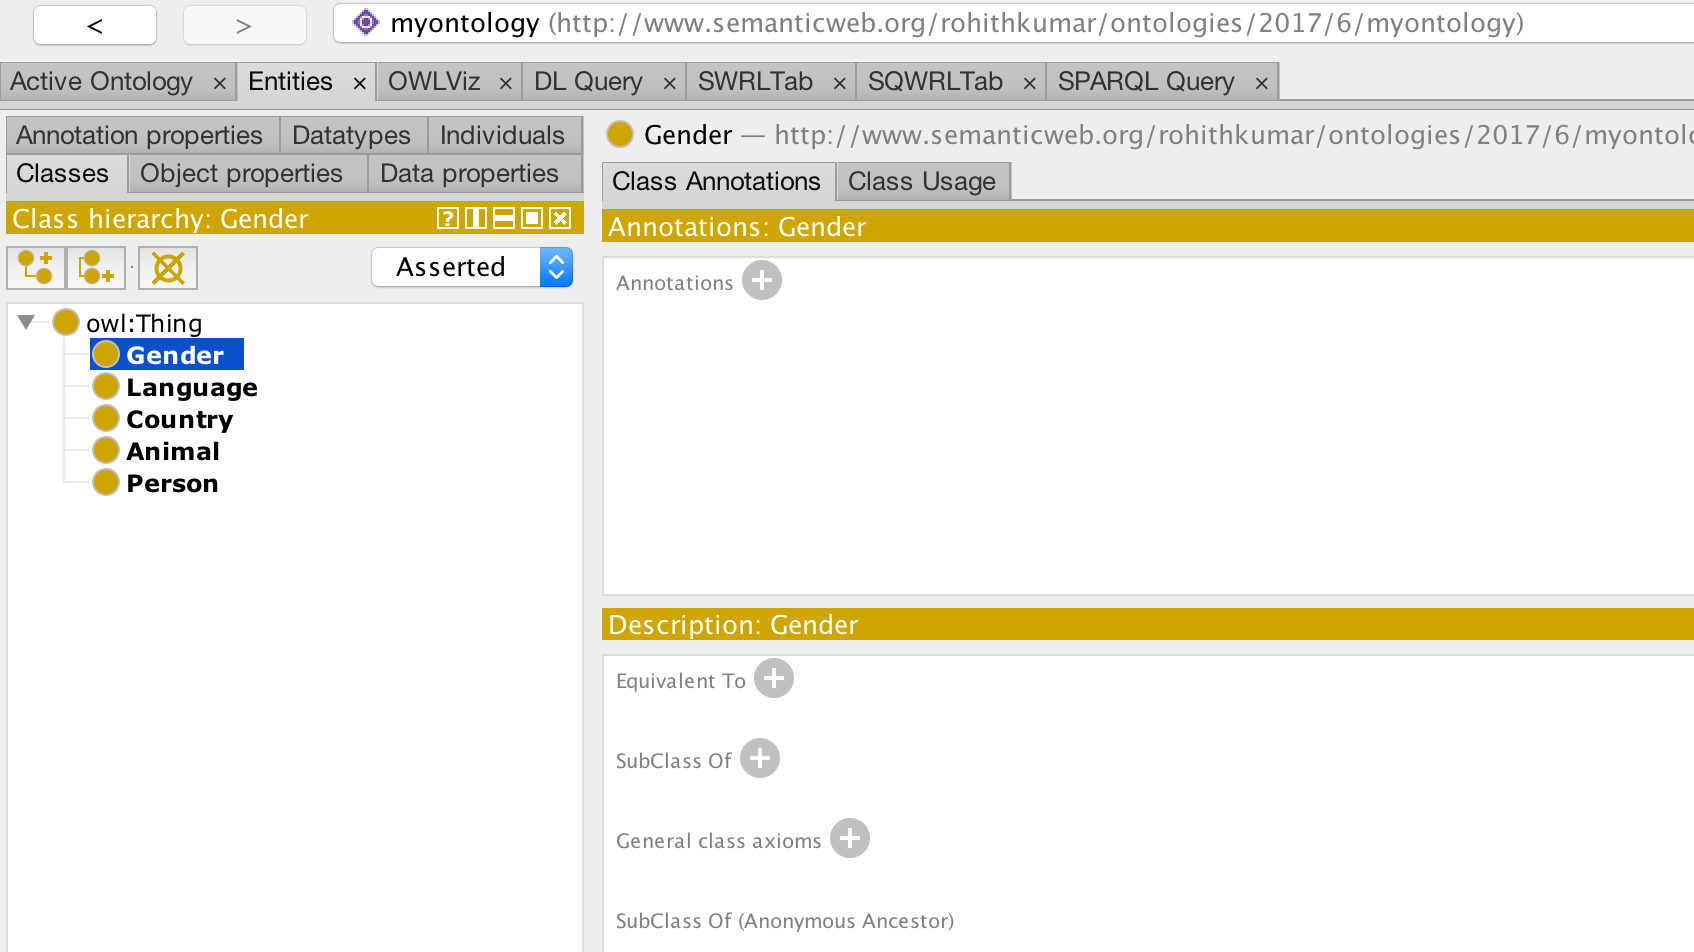 < > myontology (http://www.semanticweb.org/rohithkumar/ontologies/2017/6/myontology)
Active Ontology × Entities × OWLViz × DL Query × SWRLTab × SQWRLTab × SPARQL Query ×
Annotation properties Datatypes Individuals
Classes Object properties Data properties
Class hierarchy: Gender
Asserted
owl:Thing
Gender
Language
Country
Animal
Person
Gender — http://www.semanticweb.org/rohithkumar/ontologies/2017/6/myontolo
Class Annotations Class Usage
Annotations: Gender
Annotations
Description: Gender
Equivalent To
SubClass Of
General class axioms
SubClass Of (Anonymous Ancestor)